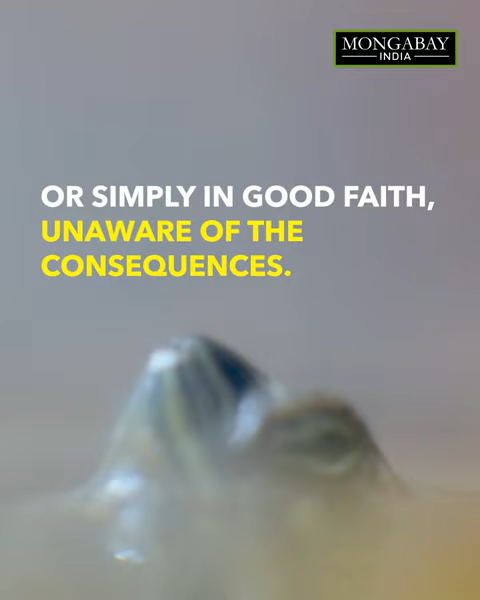 MONGABAY
INDIA
OR SIMPLY IN GOOD FAITH,
UNAWARE OF THE
CONSEQUENCES.